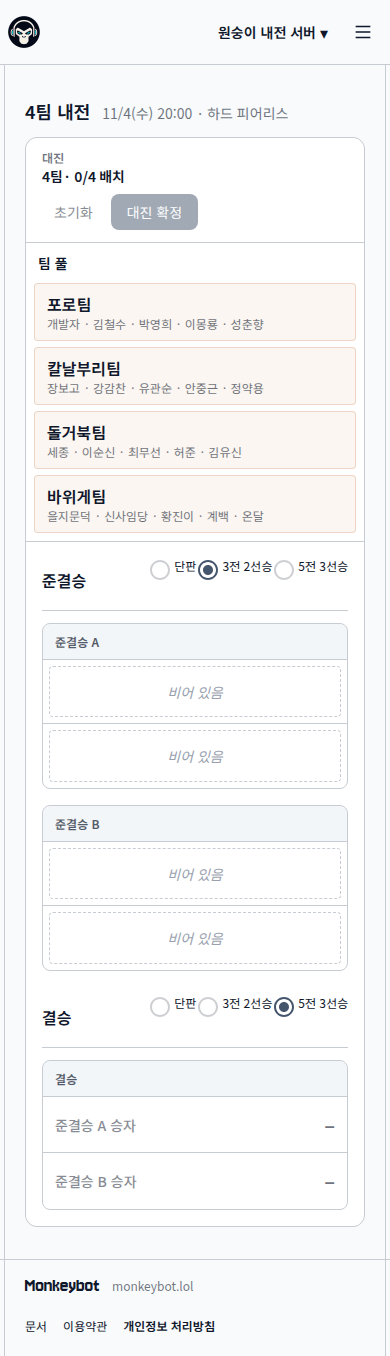 원숭이 내전 서버 ▾
4팀 내전 11/4(수) 20:00 · 하드 피어리스
대진
4팀 · 0/4 배치
초기화 대진 확정
팀 풀
포로팀
개발자 · 김철수 · 박영희 · 이몽룡 · 성춘향
칼날부리팀
장보고 · 강감찬 · 유관순 · 안중근 · 정약용
돌거북팀
세종 · 이순신 · 최무선 · 허준 · 김유신
바위게팀
을지문덕 · 신사임당 · 황진이 · 계백 · 온달
준결승 단판 3전 2선승 5전 3선승
준결승 A
비어 있음
비어 있음
준결승 B
비어 있음
비어 있음
결승 단판 3전 2선승 5전 3선승
결승
준결승 A 승자 –
준결승 B 승자 –
Monkeybot monkeybot.lol
문서 이용약관 개인정보 처리방침